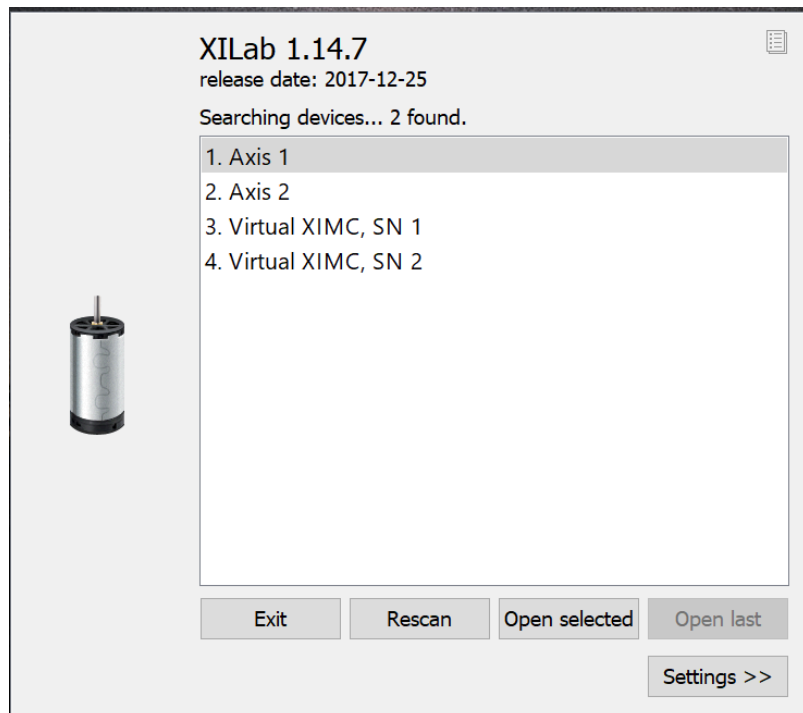 XILab 1.14.7
release date: 2017-12-25
Searching devices... 2 found.
1. Axis 1
2. Axis 2
3. Virtual XIMC, SN 1
4. Virtual XIMC, SN 2
Exit Rescan Open selected Open last
Settings >>